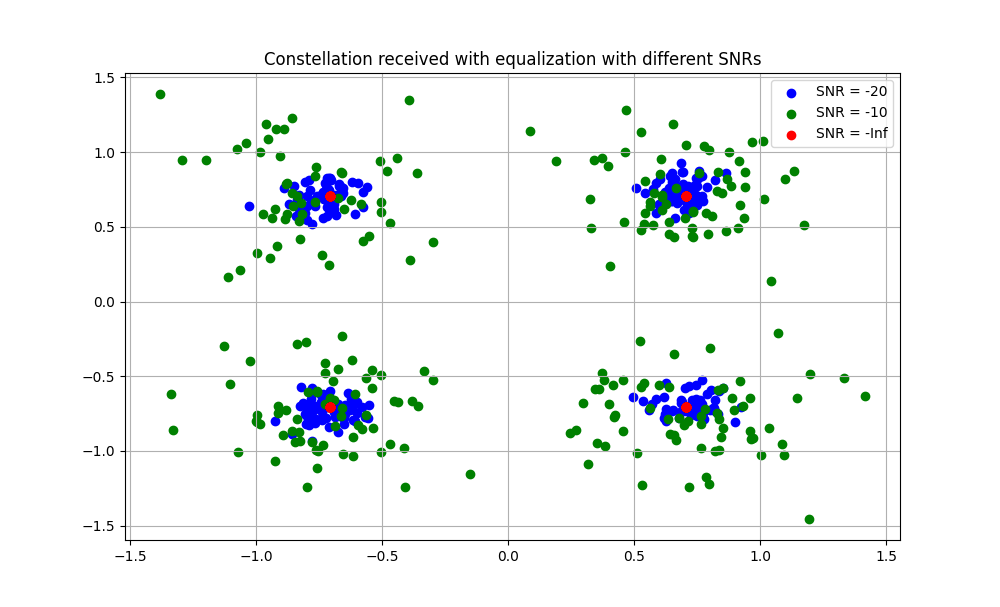 Constellation received with equalization with different SNRs
1.5
1.0
0.5
0.0
−0.5
−1.0
−1.5
SNR = -20
SNR = -10
SNR = -Inf
−1.5 −1.0 −0.5 0.0 0.5 1.0 1.5